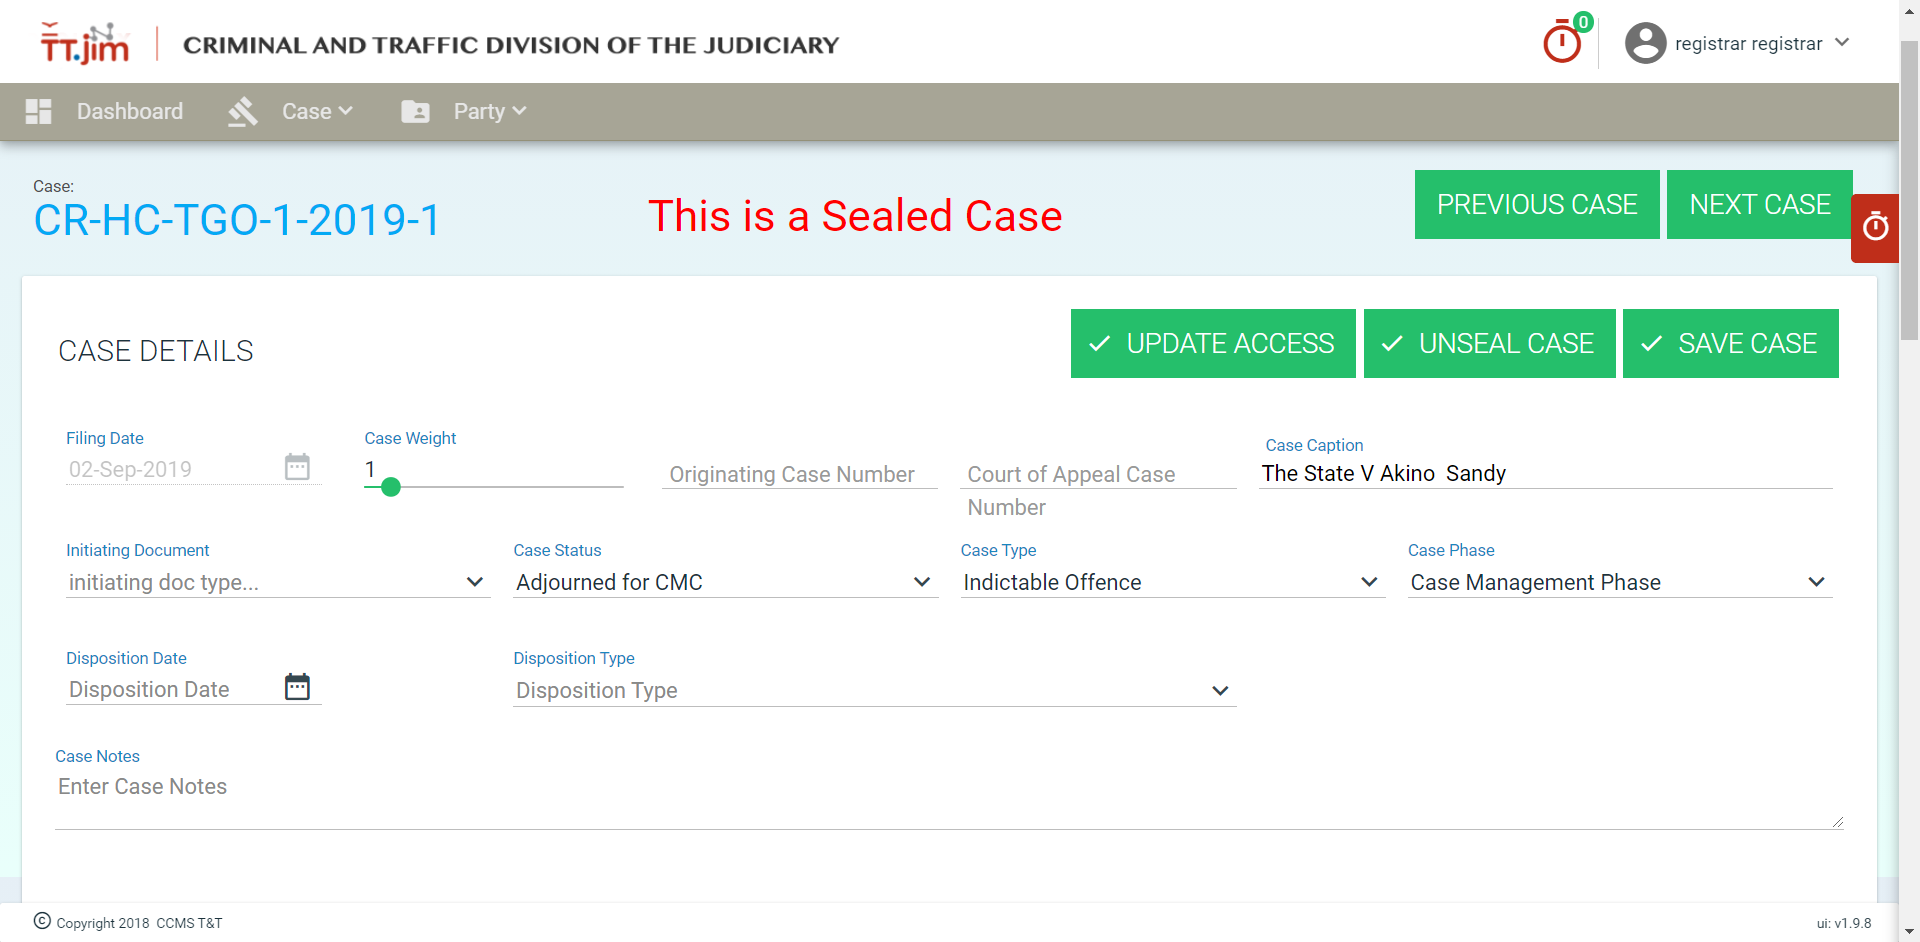 TT.jim
CRIMINAL AND TRAFFIC DIVISION OF THE JUDICIARY
0
registrar registrar
Dashboard
Case
Party
Case:
CR-HC-TGO-1-2019-1
This is a Sealed Case
PREVIOUS CASE
NEXT CASE
CASE DETAILS
UPDATE ACCESS
UNSEAL CASE
SAVE CASE
Filing Date
02-Sep-2019
Case Weight
1
Originating Case Number
Court of Appeal Case
Number
Case Caption
The State V Akino  Sandy
Initiating Document
initiating doc type...
Case Status
Adjourned for CMC
Case Type
Indictable Offence
Case Phase
Case Management Phase
Disposition Date
Disposition Date
Disposition Type
Disposition Type
Case Notes
Enter Case Notes
© Copyright 2018  CCMS T&T
ui: v1.9.8